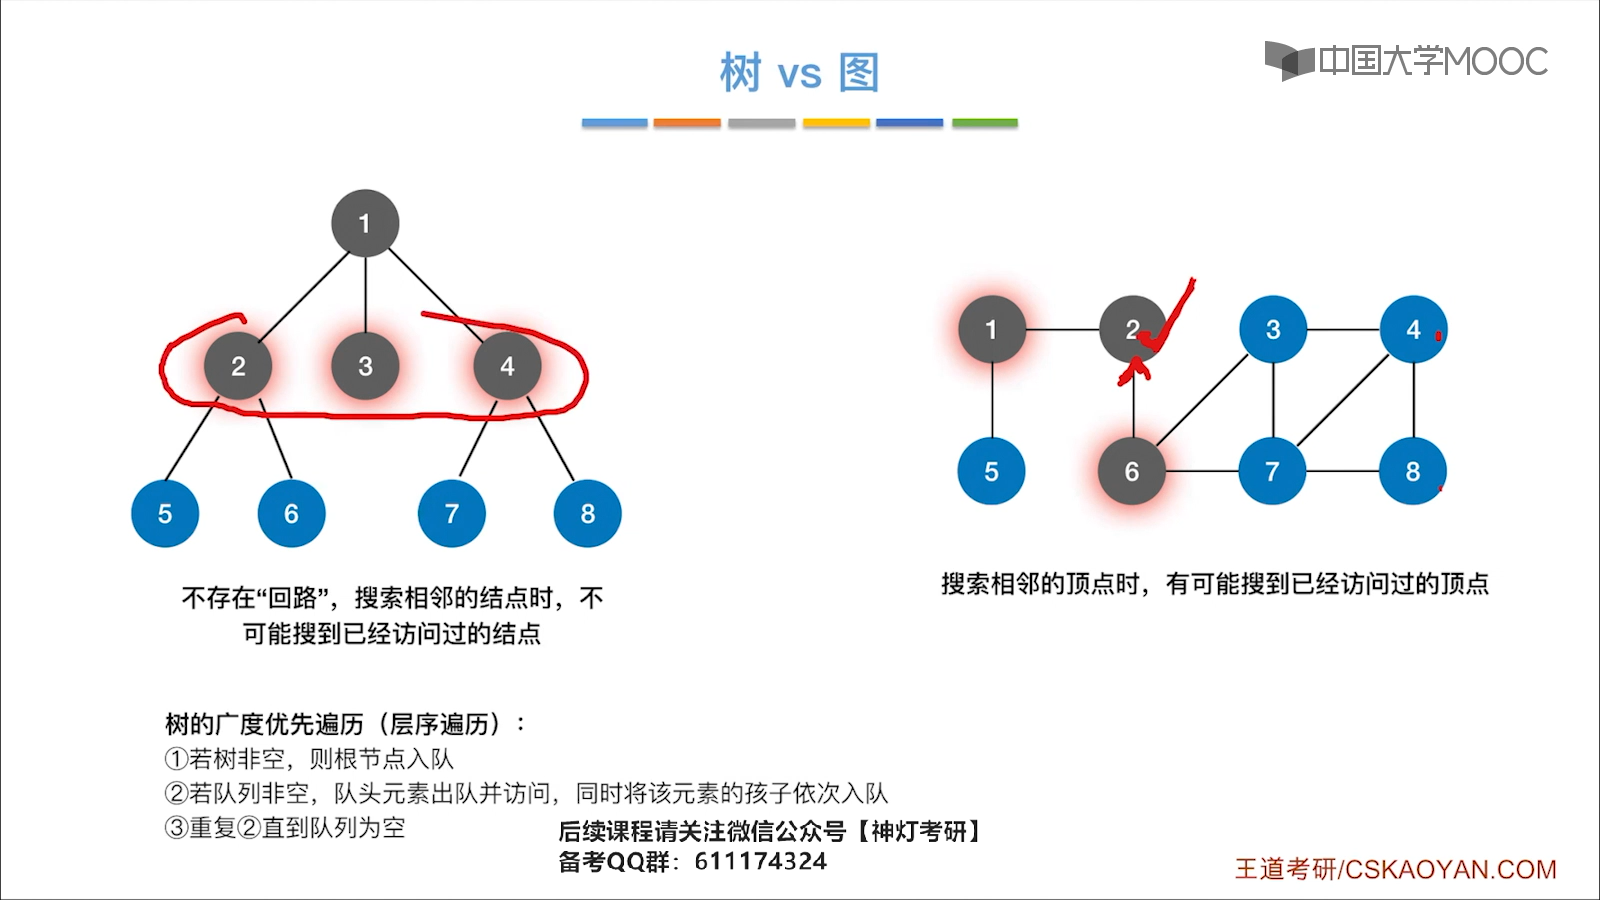 树 vs 图
中国大学MOOC
1
2
3
4
5
6
7
8
不存在“回路”，搜索相邻的结点时，不
可能搜到已经访问过的结点
1
2
3
4
5
6
7
8
搜索相邻的顶点时，有可能搜到已经访问过的顶点
树的广度优先遍历（层序遍历）：
①若树非空，则根节点入队
②若队列非空，队头元素出队并访问，同时将该元素的孩子依次入队
③重复②直到队列为空
后续课程请关注微信公众号【神灯考研】
备考QQ群：611174324
王道考研/CSKAOYAN.COM